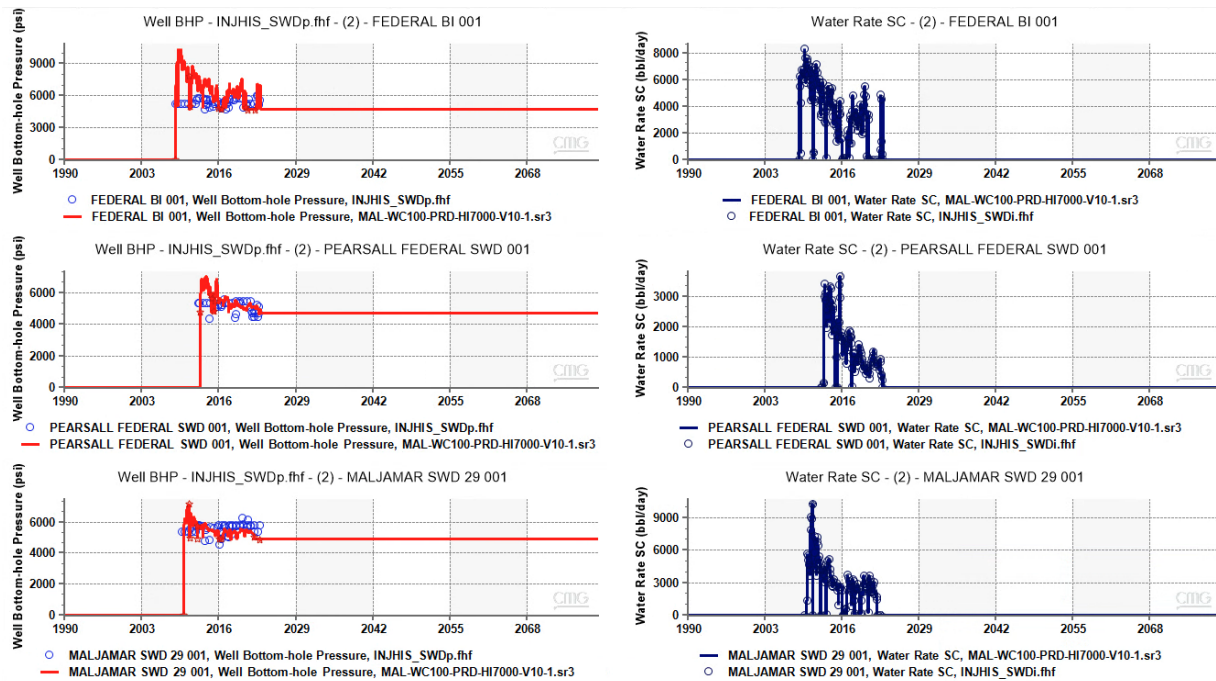 Well BHP - INJHIS_SWDp.fhf - (2) - FEDERAL BI 001
Well Bottom-hole Pressure (psi)
9000
6000
3000
0
1990 2003 2016 2029 2042 2055 2068
CMG
FEDERAL BI 001, Well Bottom-hole Pressure, INJHIS_SWDp.fhf
FEDERAL BI 001, Well Bottom-hole Pressure, MAL-WC100-PRD-HI7000-V10-1.sr3
Water Rate SC - (2) - FEDERAL BI 001
Water Rate SC (bbl/day)
8000
6000
4000
2000
0
1990 2003 2016 2029 2042 2055 2068
CMG
FEDERAL BI 001, Water Rate SC, MAL-WC100-PRD-HI7000-V10-1.sr3
FEDERAL BI 001, Water Rate SC, INJHIS_SWDi.fhf
Well BHP - INJHIS_SWDp.fhf - (2) - PEARSALL FEDERAL SWD 001
Well Bottom-hole Pressure (psi)
6000
4000
2000
0
1990 2003 2016 2029 2042 2055 2068
CMG
PEARSALL FEDERAL SWD 001, Well Bottom-hole Pressure, INJHIS_SWDp.fhf
PEARSALL FEDERAL SWD 001, Well Bottom-hole Pressure, MAL-WC100-PRD-HI7000-V10-1.sr3
Water Rate SC - (2) - PEARSALL FEDERAL SWD 001
Water Rate SC (bbl/day)
3000
2000
1000
0
1990 2003 2016 2029 2042 2055 2068
CMG
PEARSALL FEDERAL SWD 001, Water Rate SC, MAL-WC100-PRD-HI7000-V10-1.sr3
PEARSALL FEDERAL SWD 001, Water Rate SC, INJHIS_SWDi.fhf
Well BHP - INJHIS_SWDp.fhf - (2) - MALJAMAR SWD 29 001
Well Bottom-hole Pressure (psi)
6000
4000
2000
0
1990 2003 2016 2029 2042 2055 2068
CMG
MALJAMAR SWD 29 001, Well Bottom-hole Pressure, INJHIS_SWDp.fhf
MALJAMAR SWD 29 001, Well Bottom-hole Pressure, MAL-WC100-PRD-HI7000-V10-1.sr3
Water Rate SC - (2) - MALJAMAR SWD 29 001
Water Rate SC (bbl/day)
9000
6000
3000
0
1990 2003 2016 2029 2042 2055 2068
CMG
MALJAMAR SWD 29 001, Water Rate SC, MAL-WC100-PRD-HI7000-V10-1.sr3
MALJAMAR SWD 29 001, Water Rate SC, INJHIS_SWDi.fhf